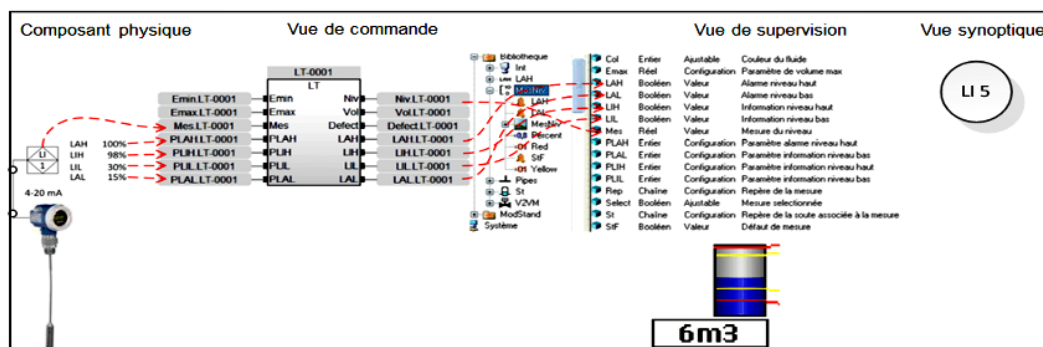 Composant physique
Vue de commande
Vue de supervision
Vue synoptique
LI
1
4-20 mA
LAH 100%
LIH 98%
LIL 30%
LAL 15%
LT-0001
LT
Emin.LT-0001
Emax.LT-0001
Mes.LT-0001
PLAH.LT-0001
PLIH.LT-0001
PLIL.LT-0001
PLAL.LT-0001
Emin Niv
Emax Vol
Mes Defect
PLAH LAH
PLIH LIH
PLIL LIL
PLAL LAL
Niv.LT-0001
Vol.LT-0001
Defect.LT-0001
LAH.LT-0001
LIH.LT-0001
LIL.LT-0001
LAL.LT-0001
Bibliotheque
Int
LAH
MesNiv
LAH
LAL
MesNiv
Percent
Red
StF
Yellow
Pipes
St
V2VM
ModStand
Système
Col Entier Ajustable Couleur du fluide
Emax Réel Configuration Paramètre de volume max
LAH Booléen Valeur Alarme niveau haut
LAL Booléen Valeur Alarme niveau bas
LIH Booléen Valeur Information niveau haut
LIL Booléen Valeur Information niveau bas
Mes Réel Valeur Mesure du niveau
PLAH Entier Configuration Paramètre alarme niveau haut
PLAL Entier Configuration Paramètre information niveau bas
PLIH Entier Configuration Paramètre information niveau haut
PLIL Entier Configuration Paramètre information niveau bas
Rep Chaîne Configuration Repère de la mesure
Select Booléen Ajustable Mesure selectionnée
St Chaîne Configuration Repère de la soute associée à la mesure
StF Booléen Valeur Défaut de mesure
6m3
LI 5